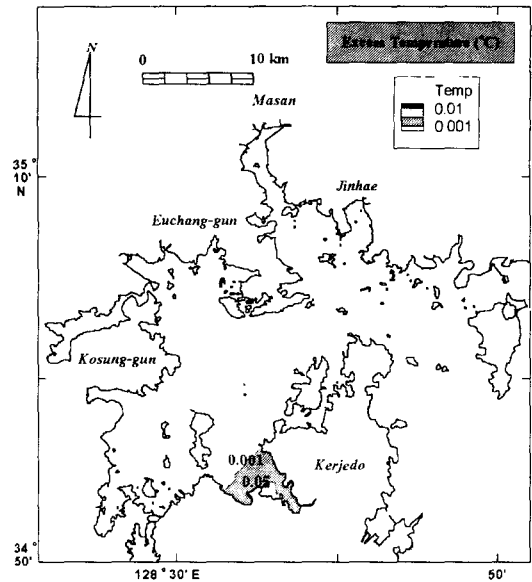 Excess Temperature (°C)
N
0 10 km
Temp
0.01
0.001
Masan
35°
10'
N
Jinhae
Euchang-gun
Kosung-gun
0.001
0.05
Kerjedo
34°
50'
128° 30' E
50'